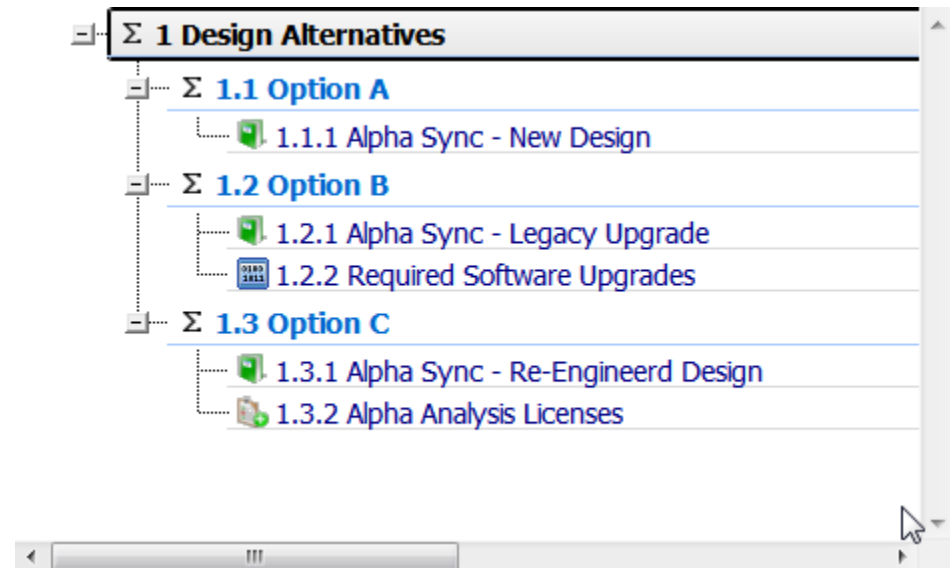 Σ 1 Design Alternatives
Σ 1.1 Option A
1.1.1 Alpha Sync - New Design
Σ 1.2 Option B
1.2.1 Alpha Sync - Legacy Upgrade
1.2.2 Required Software Upgrades
Σ 1.3 Option C
1.3.1 Alpha Sync - Re-Engineerd Design
1.3.2 Alpha Analysis Licenses